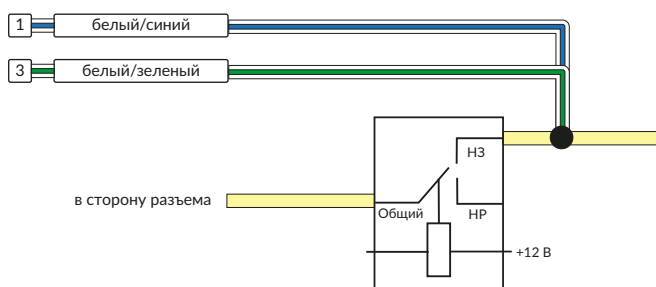 1 белый/синий
3 белый/зеленый
НЗ
в сторону разъема
Общий НР
+12 В